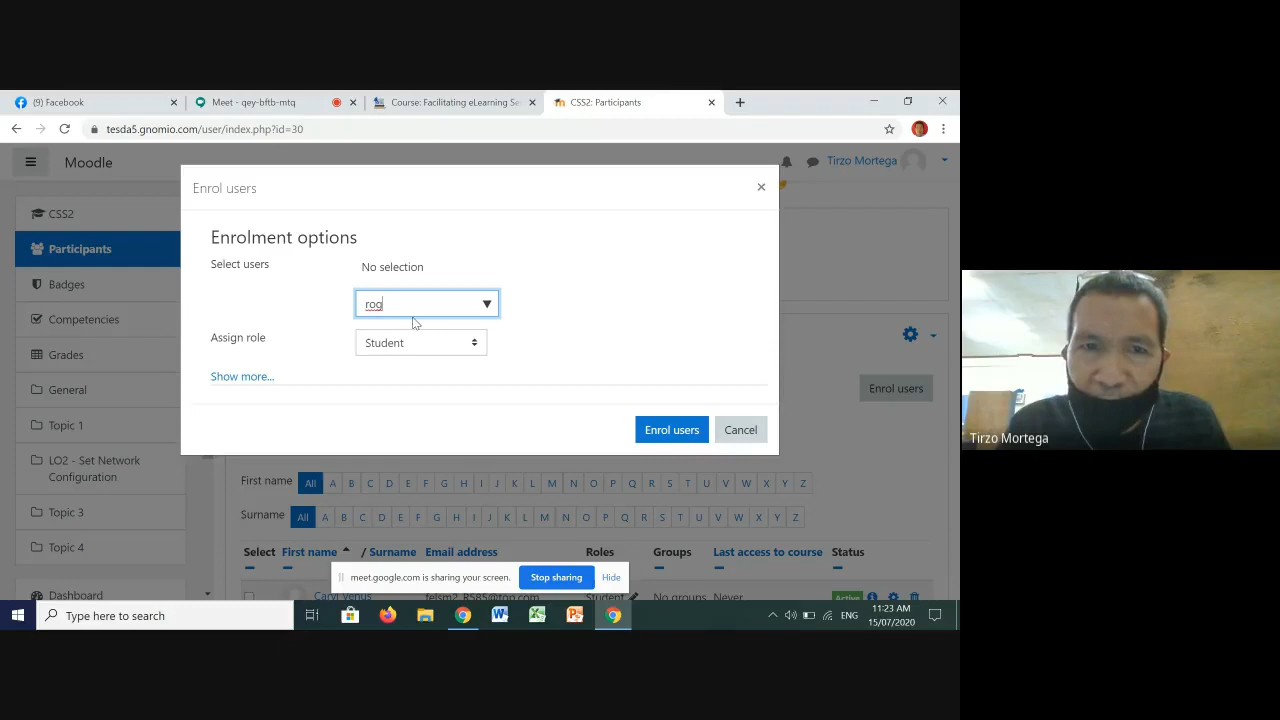 (9) Facebook
Meet - qey-bftb-mtq
Course: Facilitating eLearning Se
CSS2: Participants
tesda5.gnomio.com/user/index.php?id=30
Moodle
Tirzo Mortega
Enrol users
Enrolment options
Select users
No selection
rog
Assign role
Student
Show more...
Enrol users
Cancel
CSS2
Participants
Badges
Competencies
Grades
General
Topic 1
LO2 - Set Network
Configuration
Topic 3
Topic 4
Dashboard
Enrol users
First name All A B C D E F G H I J K L M N O P Q R S T U V W X Y Z
Surname All A B C D E F G H I J K L M N O P Q R S T U V W X Y Z
Select First name / Surname Email address Roles Groups Last access to course Status
Caryl Venus
Student
No groups
Never
Active
meet.google.com is sharing your screen.
Stop sharing
Hide
Type here to search
ENG
11:23 AM
15/07/2020
Tirzo Mortega